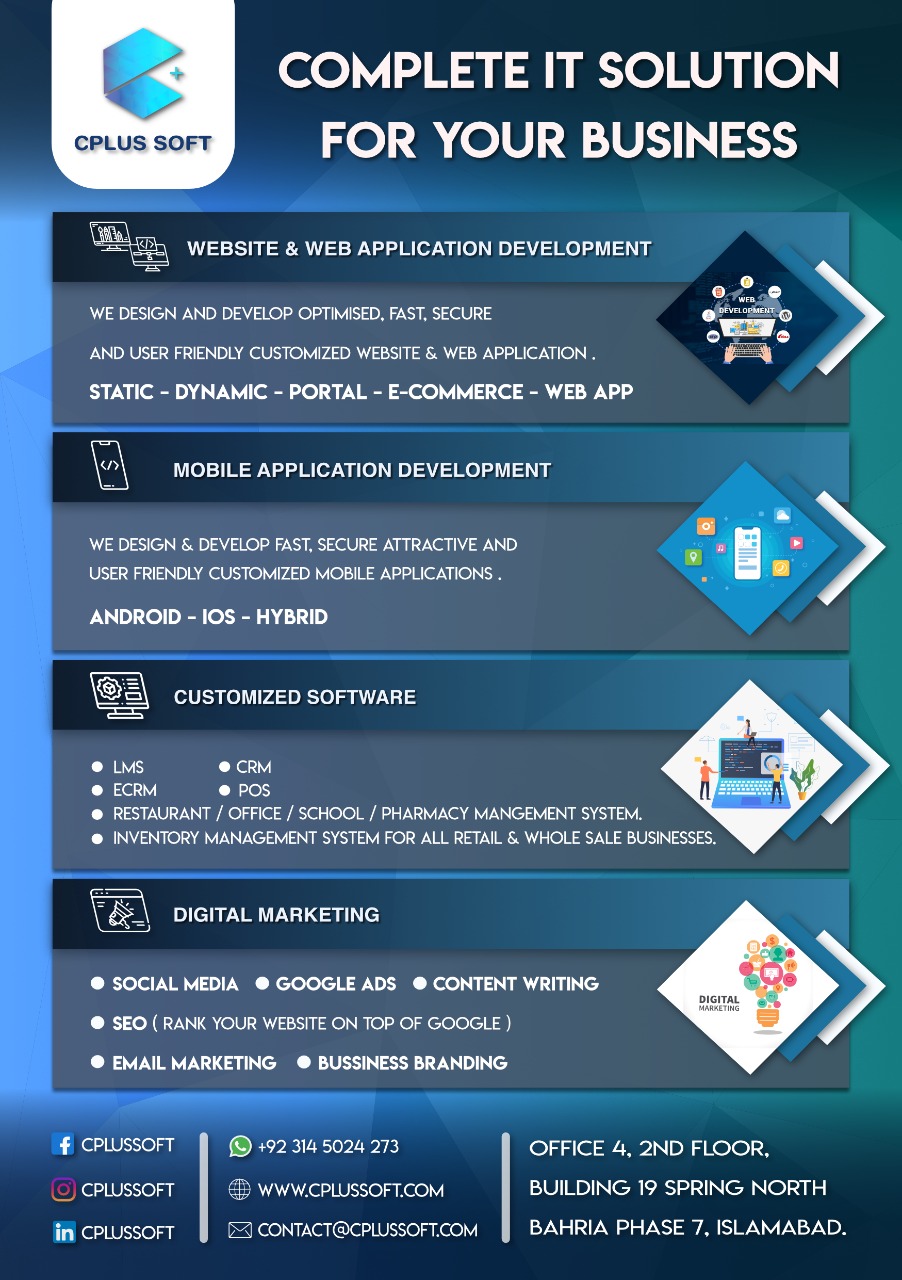 CPLUS SOFT
COMPLETE IT SOLUTION
FOR YOUR BUSINESS
WEBSITE & WEB APPLICATION DEVELOPMENT
WE DESIGN AND DEVELOP OPTIMISED, FAST, SECURE
AND USER FRIENDLY CUSTOMIZED WEBSITE & WEB APPLICATION .
STATIC - DYNAMIC - PORTAL - E-COMMERCE - WEB APP
WEB
DEVELOPMENT
MOBILE APPLICATION DEVELOPMENT
WE DESIGN & DEVELOP FAST, SECURE ATTRACTIVE AND
USER FRIENDLY CUSTOMIZED MOBILE APPLICATIONS .
ANDROID - IOS - HYBRID
CUSTOMIZED SOFTWARE
● LMS ● CRM
● ECRM ● POS
● RESTAURANT / OFFICE / SCHOOL / PHARMACY MANGEMENT SYSTEM.
● INVENTORY MANAGEMENT SYSTEM FOR ALL RETAIL & WHOLE SALE BUSINESSES.
DIGITAL MARKETING
● SOCIAL MEDIA ● GOOGLE ADS ● CONTENT WRITING
● SEO ( RANK YOUR WEBSITE ON TOP OF GOOGLE )
● EMAIL MARKETING ● BUSSINESS BRANDING
DIGITAL
MARKETING
CPLUSSOFT
CPLUSSOFT
CPLUSSOFT
+92 314 5024 273
WWW.CPLUSSOFT.COM
CONTACT@CPLUSSOFT.COM
OFFICE 4, 2ND FLOOR,
BUILDING 19 SPRING NORTH
BAHRIA PHASE 7, ISLAMABAD.